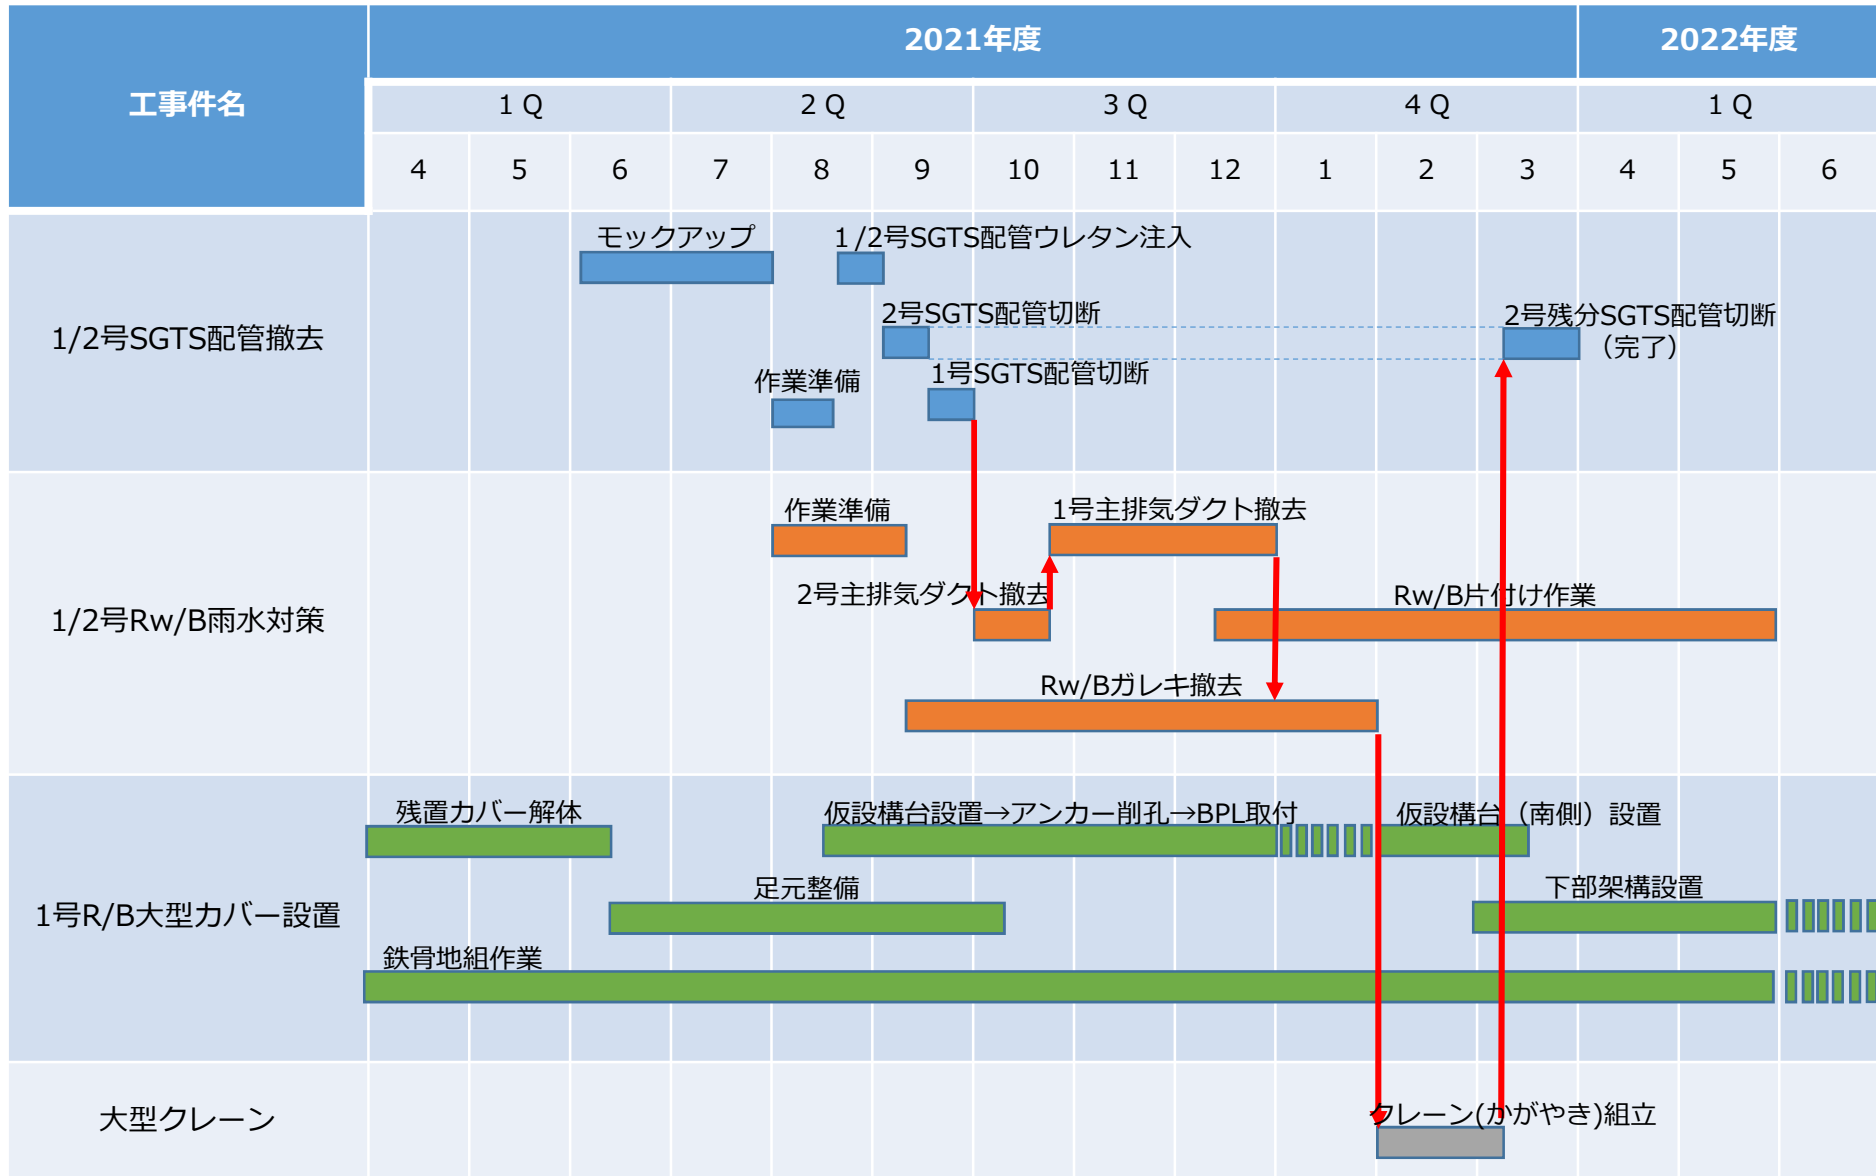 工事件名
2021年度
2022年度
1 Q
2 Q
3 Q
4 Q
1 Q
4
5
6
7
8
9
10
11
12
1
2
3
4
5
6
1/2号SGTS配管撤去
モックアップ
1/2号SGTS配管ウレタン注入
2号SGTS配管切断
2号残分SGTS配管切断
（完了）
作業準備
1号SGTS配管切断
1/2号Rw/B雨水対策
作業準備
1号主排気ダクト撤去
2号主排気ダクト撤去
Rw/B片付け作業
Rw/Bガレキ撤去
1号R/B大型カバー設置
残置カバー解体
仮設構台設置→アンカー削孔→BPL取付
仮設構台（南側）設置
足元整備
下部架構設置
鉄骨地組作業
大型クレーン
クレーン(かがやき)組立